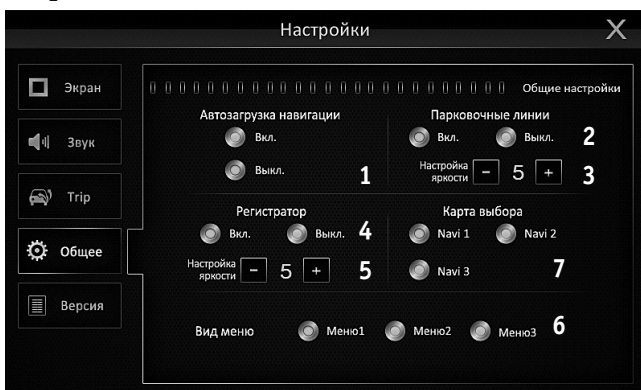 Настройки X
Экран
Звук
Trip
Общее
Версия
Общие настройки
Автозагрузка навигации
Вкл.
Выкл. 1
Парковочные линии
Вкл. Выкл. 2
Настройка
яркости - 5 + 3
Регистратор
Вкл. Выкл. 4
Настройка
яркости - 5 + 5
Карта выбора
Navi 1 Navi 2
Navi 3 7
Вид меню Меню1 Меню2 Меню3 6